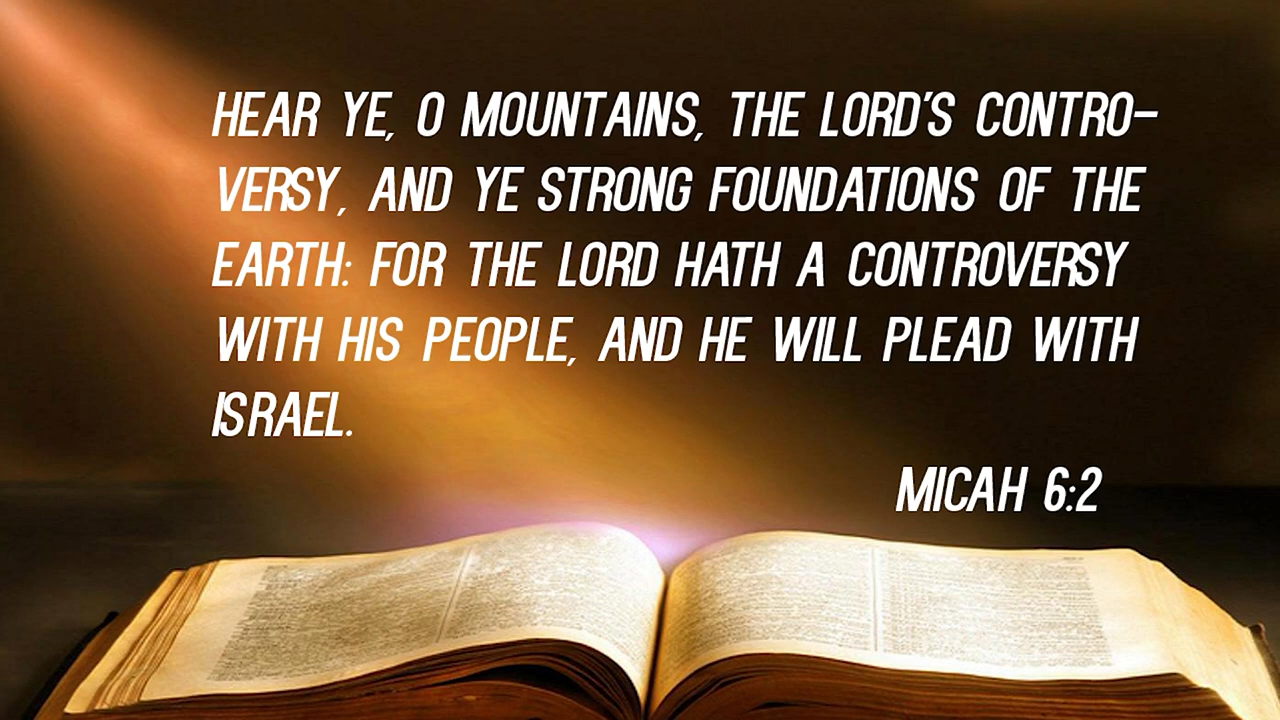 HEAR YE, O MOUNTAINS, THE LORD'S CONTRO-
VERSY, AND YE STRONG FOUNDATIONS OF THE
EARTH: FOR THE LORD HATH A CONTROVERSY
WITH HIS PEOPLE, AND HE WILL PLEAD WITH
ISRAEL.
MICAH 6:2